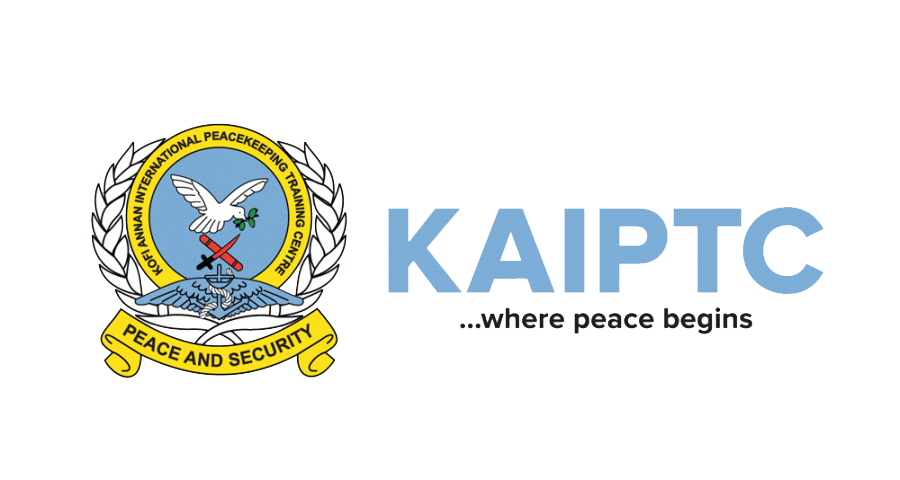 KOFI ANNAN INTERNATIONAL PEACEKEEPING TRAINING CENTRE
PEACE AND SECURITY
KAIPTC
...where peace begins